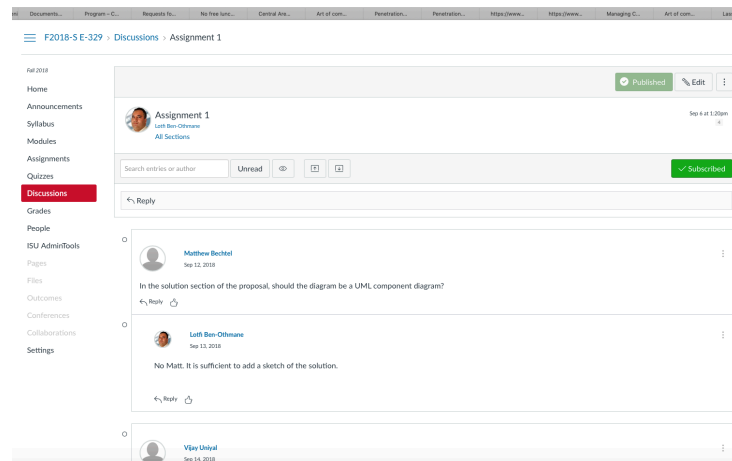 Documents...
Program – C...
Requests fo...
No free lunc...
Central Are...
Art of com...
Penetration...
Penetration...
https://www...
https://www...
Managing C...
Art of com...
F2018-S E-329 > Discussions > Assignment 1
Fall 2018
Home
Announcements
Syllabus
Modules
Assignments
Quizzes
Discussions
Grades
People
ISU AdminTools
Pages
Files
Outcomes
Conferences
Collaborations
Settings
Published
Edit
Assignment 1
Lotfi Ben-Othmane
All Sections
Sep 6 at 1:20pm
4
Search entries or author
Unread
Subscribed
Reply
Matthew Bechtel
Sep 12, 2018
In the solution section of the proposal, should the diagram be a UML component diagram?
Reply
Lotfi Ben-Othmane
Sep 13, 2018
No Matt. It is sufficient to add a sketch of the solution.
Reply
Vijay Uniyal
Sep 14, 2018